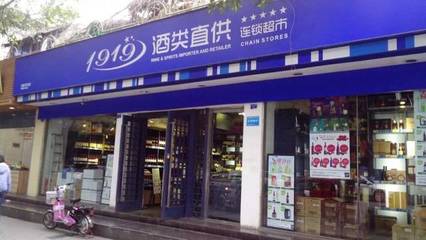 1919
酒类直供
WINE & SPIRITS IMPORTER AND RETAILER
连锁超市
CHAIN STORES